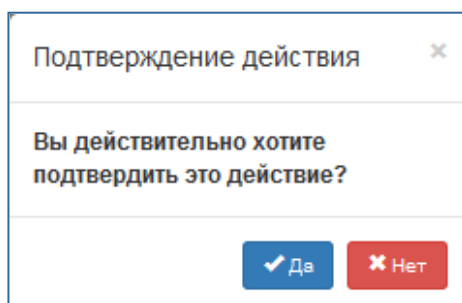 Подтверждение действия
Вы действительно хотите
подтвердить это действие?
Да
Нет